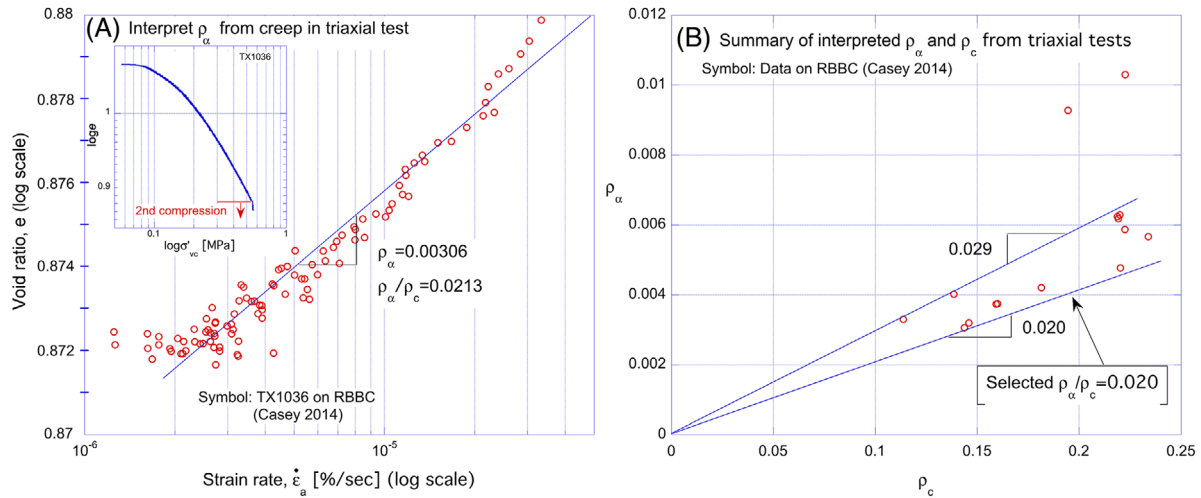 (A) Interpret ρα from creep in triaxial test
0.88
0.878
0.876
0.874
0.872
0.87
Void ratio, e (log scale)
TX1036
1
0.9
loge
2nd compression
0.1
1
logσ'vc [MPa]
ρα=0.00306
ρα/ρc=0.0213
Symbol: TX1036 on RBBC
(Casey 2014)
10-6
10-5
Strain rate, ε̇a [%/sec] (log scale)
(B) Summary of interpreted ρα and ρc from triaxial tests
Symbol: Data on RBBC (Casey 2014)
0.012
0.01
0.008
0.006
0.004
0.002
0
ρα
0.029
0.020
Selected ρα/ρc=0.020
0
0.05
0.1
0.15
0.2
0.25
ρc